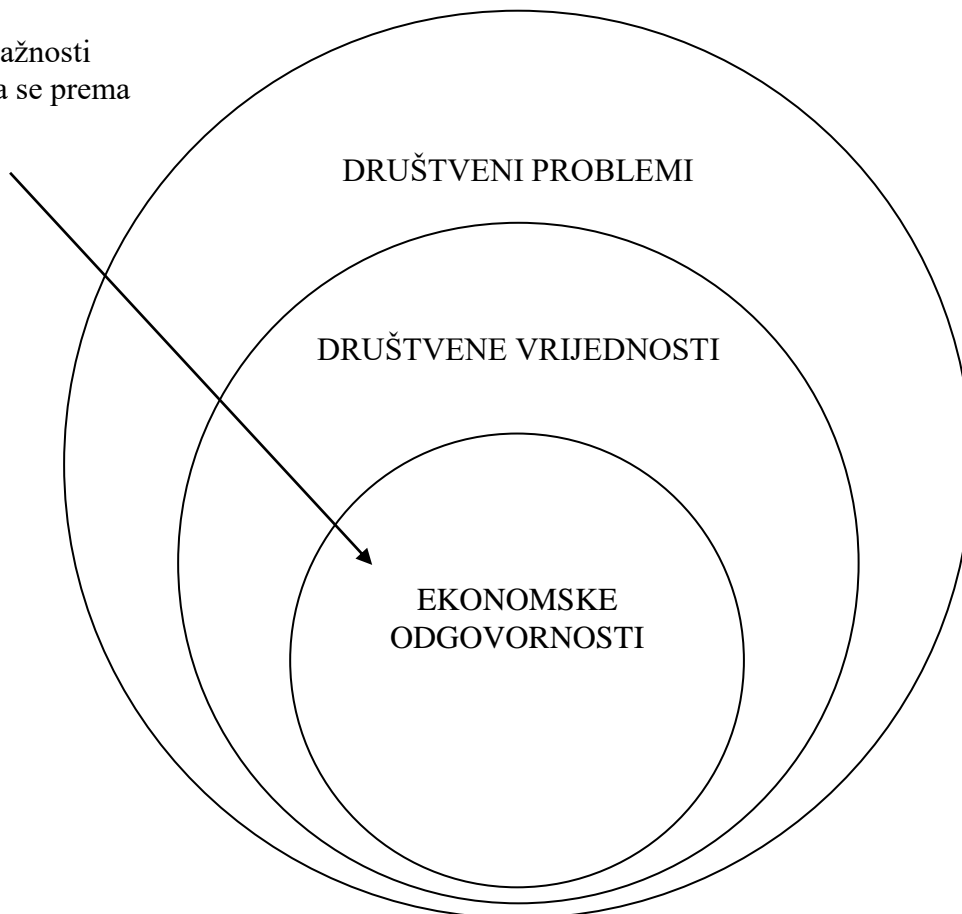 ažnosti
a se prema
DRUŠTVENI PROBLEMI
DRUŠTVENE VRIJEDNOSTI
EKONOMSKE
ODGOVORNOSTI